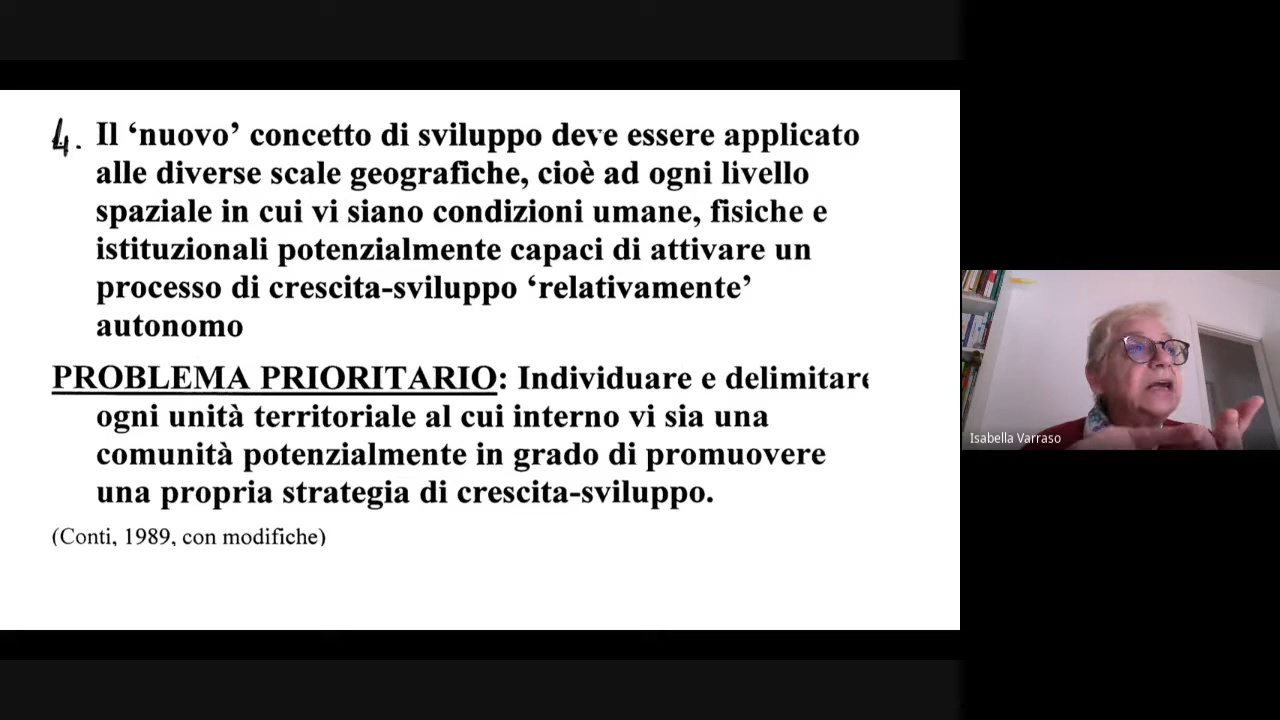 4. Il ‘nuovo’ concetto di sviluppo deve essere applicato
alle diverse scale geografiche, cioè ad ogni livello
spaziale in cui vi siano condizioni umane, fisiche e
istituzionali potenzialmente capaci di attivare un
processo di crescita-sviluppo ‘relativamente’
autonomo
PROBLEMA PRIORITARIO: Individuare e delimitare
ogni unità territoriale al cui interno vi sia una
comunità potenzialmente in grado di promuovere
una propria strategia di crescita-sviluppo.
(Conti, 1989, con modifiche)
Isabella Varraso